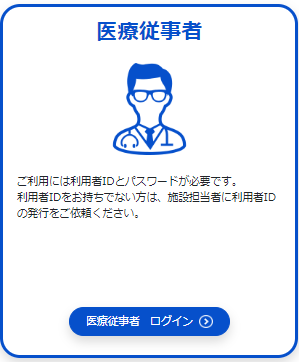 医療従事者
ご利用には利用者IDとパスワードが必要です。
利用者IDをお持ちでない方は、施設担当者に利用者ID
の発行をご依頼ください。
医療従事者　ログイン